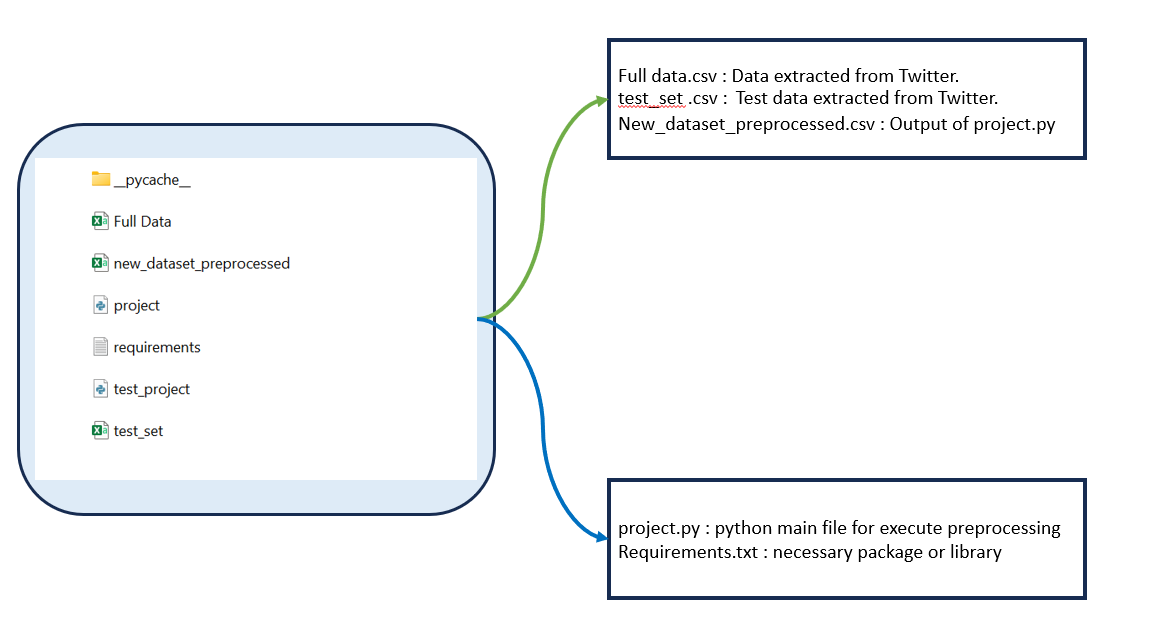 __pycache__
Full Data
new_dataset_preprocessed
project
requirements
test_project
test_set
Full data.csv : Data extracted from Twitter.
test_set .csv :  Test data extracted from Twitter.
New_dataset_preprocessed.csv : Output of project.py
project.py : python main file for execute preprocessing
Requirements.txt : necessary package or library